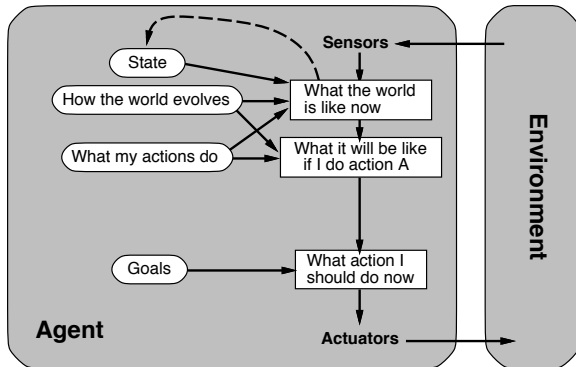 Sensors
State
What the world
is like now
How the world evolves
What my actions do
What it will be like
if I do action A
Goals
What action I
should do now
Agent
Actuators
Environment